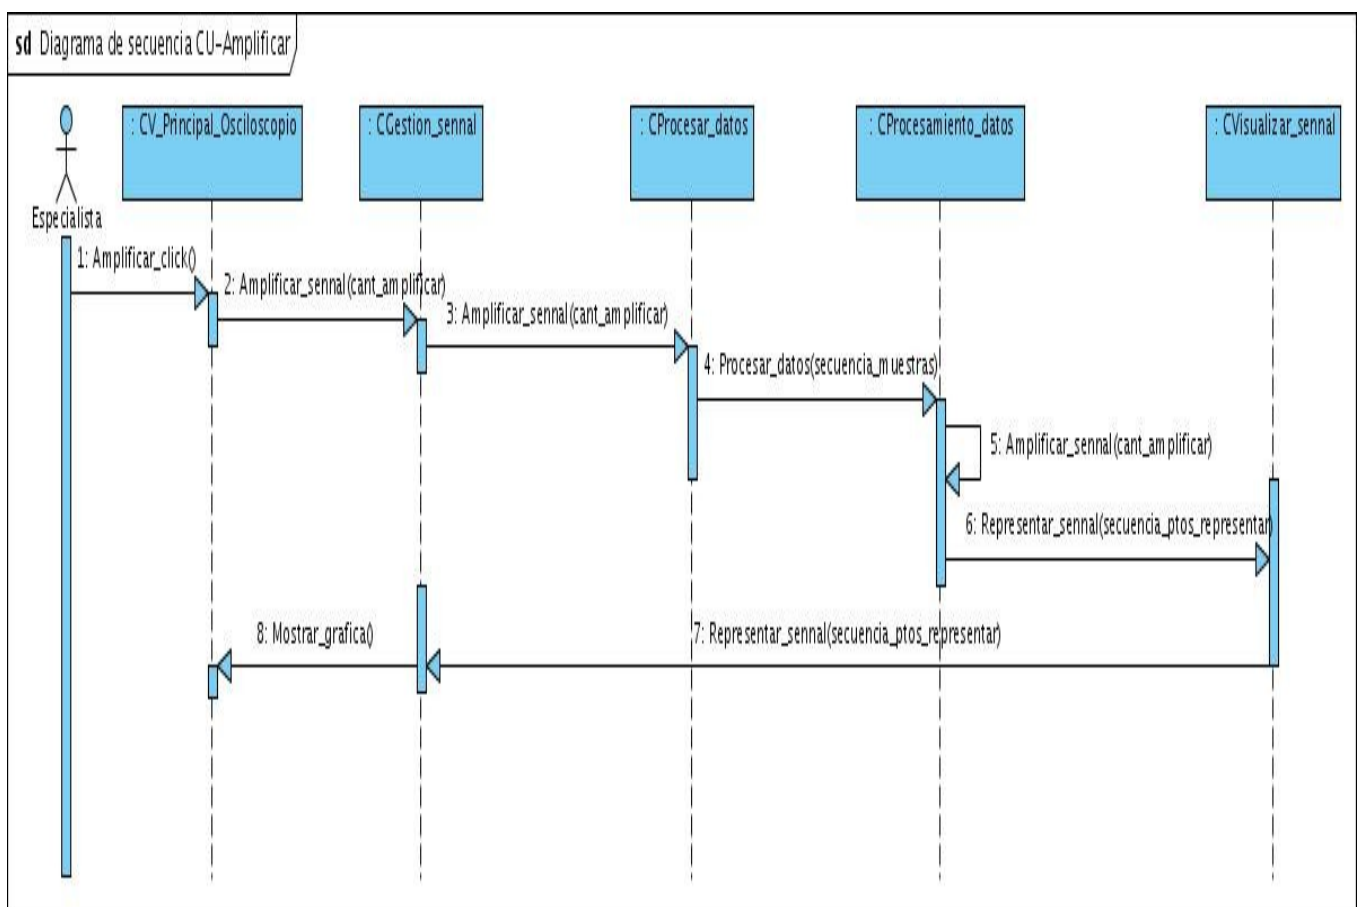 sd Diagrama de secuencia CU-Amplificar
: CV_Principal_Osciloscopio
: CGestion_sennal
: CProcesar_datos
: CProcesamiento_datos
: CVisualizar_sennal
Especialista
1: Amplificar_click()
2: Amplificar_sennal(cant_amplificar)
3: Amplificar_sennal(cant_amplificar)
4: Procesar_datos(secuencia_muestras)
5: Amplificar_sennal(cant_amplificar)
6: Representar_sennal(secuencia_ptos_representar)
8: Mostrar_grafica()
7: Representar_sennal(secuencia_ptos_representar)